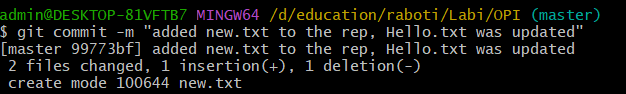 admin@DESKTOP-81VFTB7 MINGW64 /d/education/raboti/Labi/OPI (master)
$ git commit -m "added new.txt to the rep, Hello.txt was updated"
[master 99773bf] added new.txt to the rep, Hello.txt was updated
 2 files changed, 1 insertion(+), 1 deletion(-)
 create mode 100644 new.txt